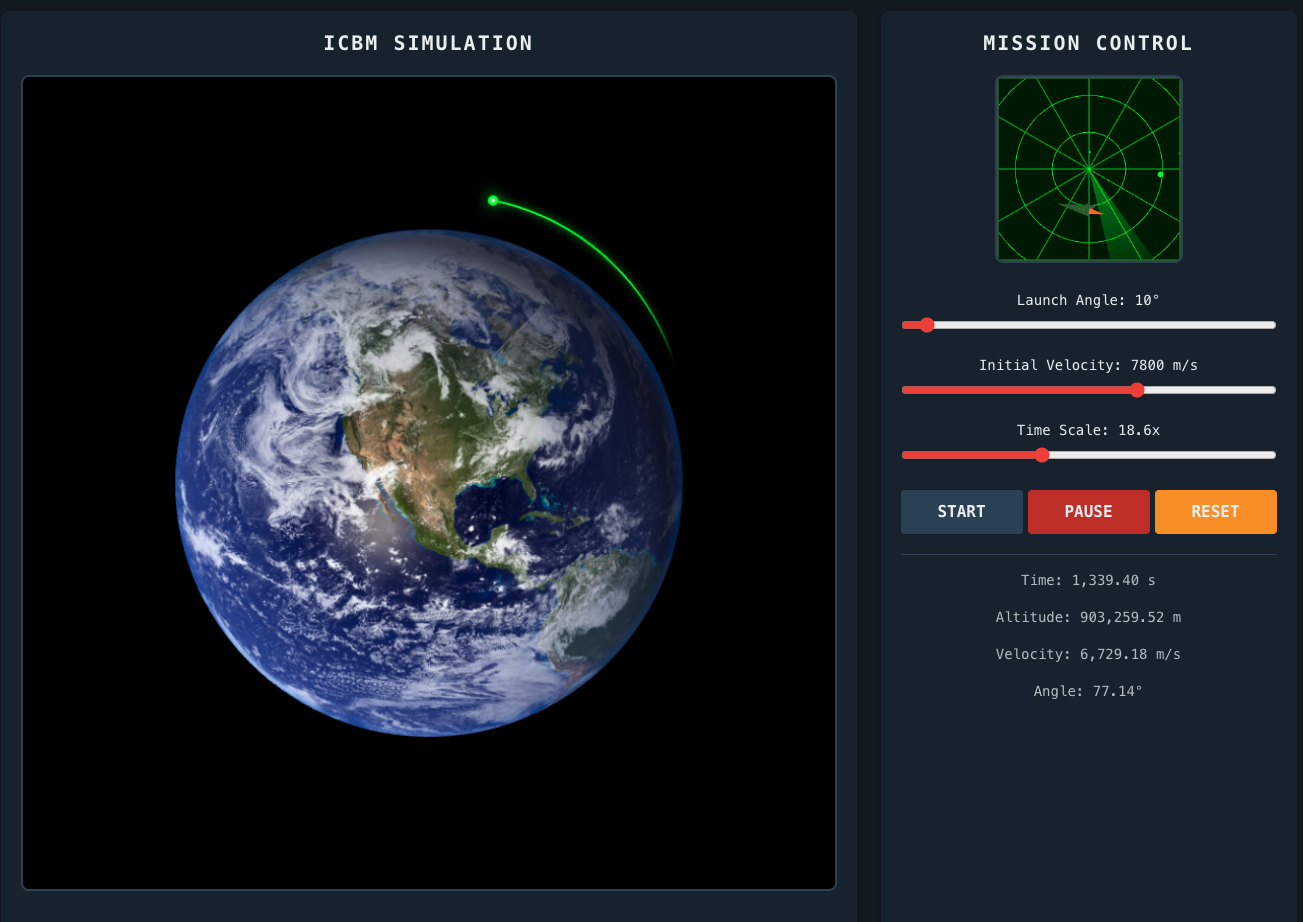 ICBM SIMULATION
MISSION CONTROL
Launch Angle: 10°
Initial Velocity: 7800 m/s
Time Scale: 18.6x
START PAUSE RESET
Time: 1,339.40 s
Altitude: 903,259.52 m
Velocity: 6,729.18 m/s
Angle: 77.14°